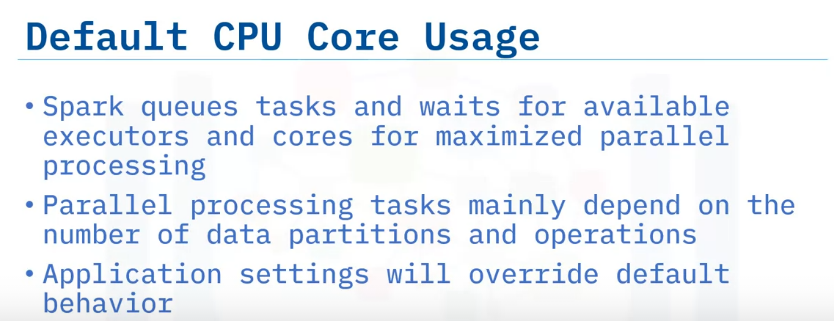 Default CPU Core Usage
• Spark queues tasks and waits for available
executors and cores for maximized parallel
processing
• Parallel processing tasks mainly depend on the
number of data partitions and operations
• Application settings will override default
behavior